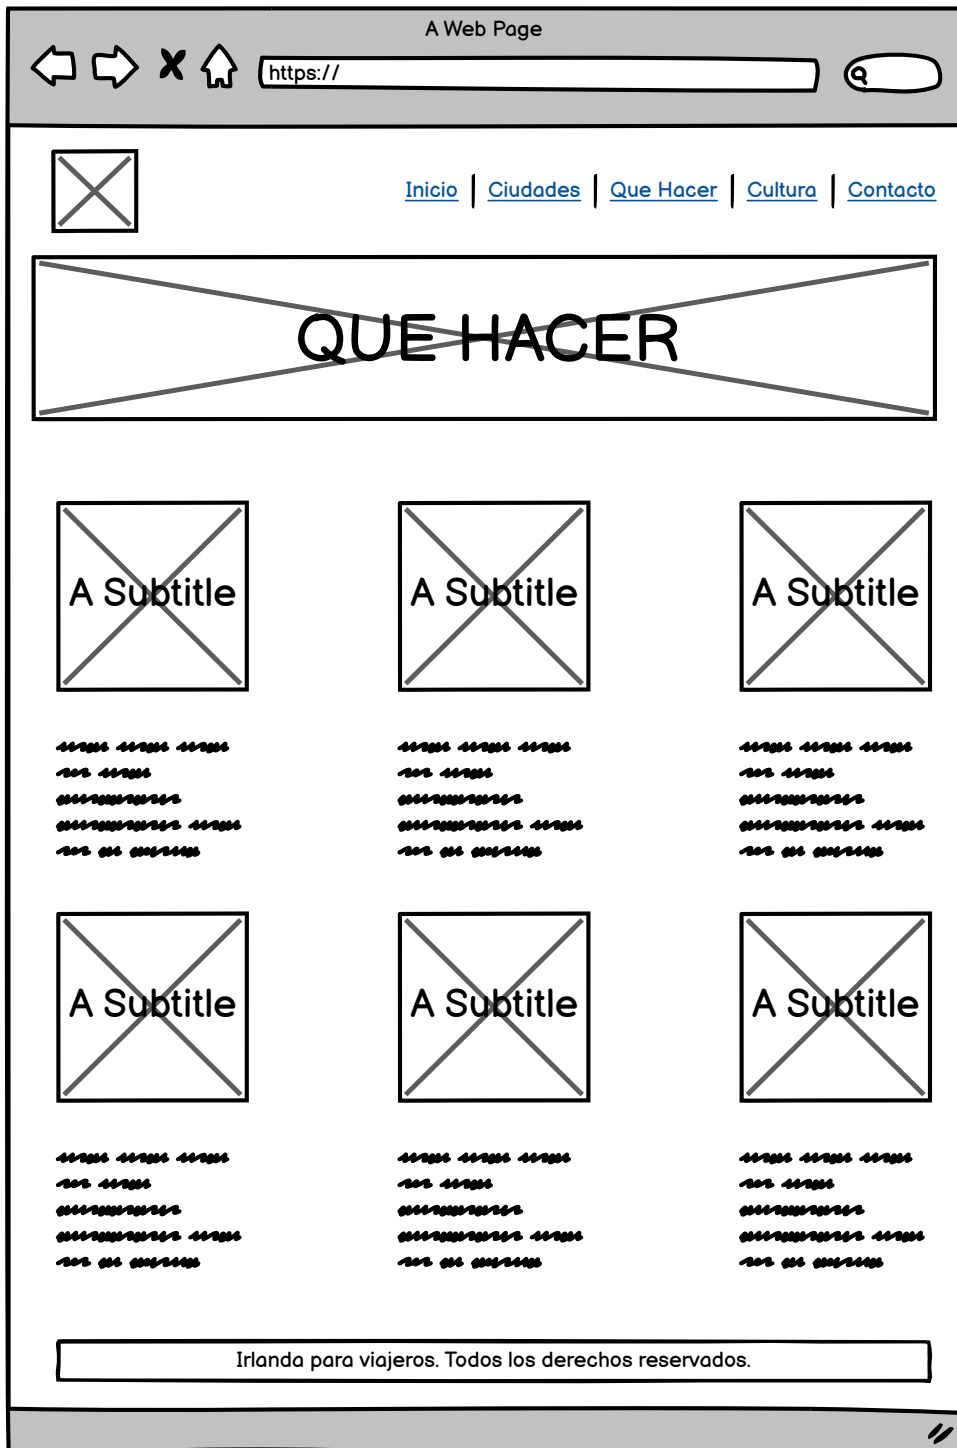 A Web Page
https://
Inicio Ciudades Que Hacer Cultura Contacto
QUE HACER
A Subtitle A Subtitle A Subtitle
A Subtitle A Subtitle A Subtitle
Irlanda para viajeros. Todos los derechos reservados.